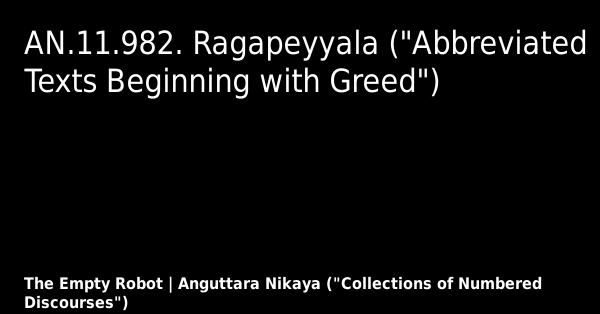 AN.11.982. Ragapeyyala ("Abbreviated
Texts Beginning with Greed")
The Empty Robot | Anguttara Nikaya ("Collections of Numbered
Discourses")